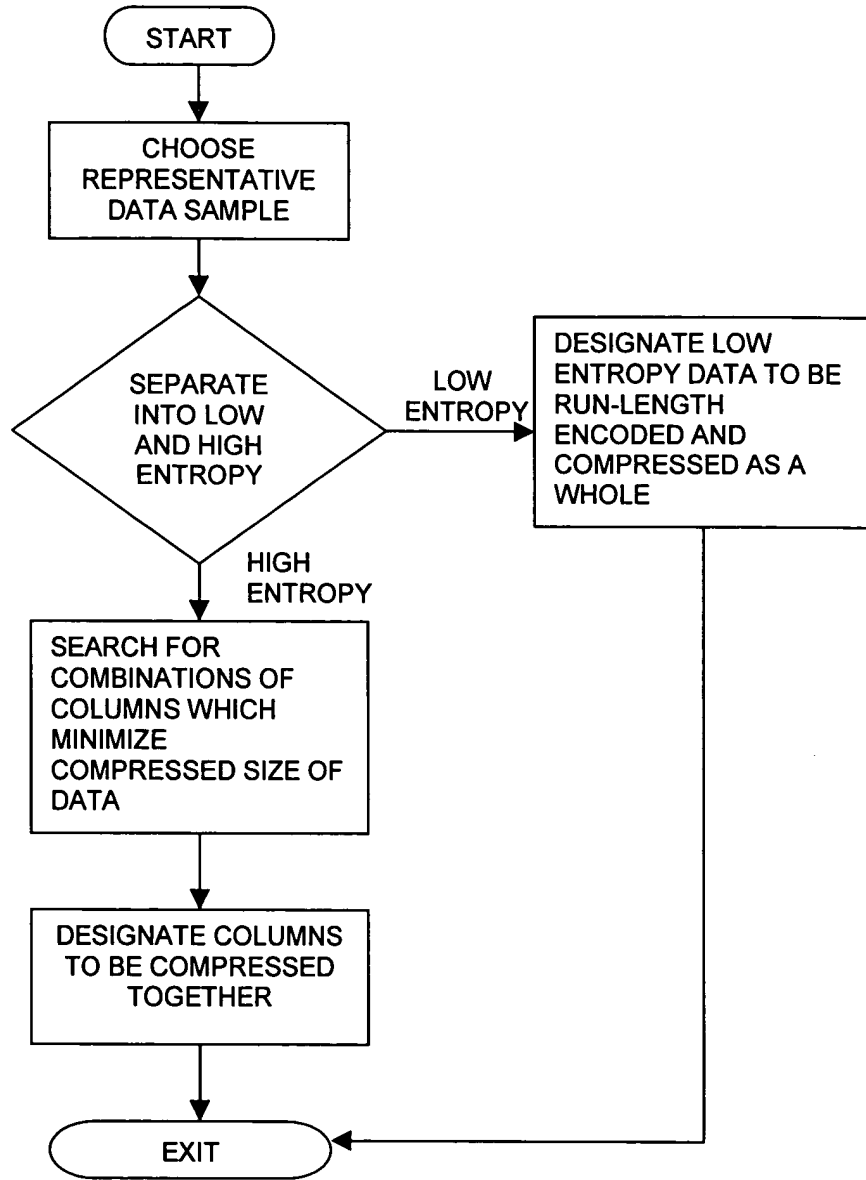 START
CHOOSE
REPRESENTATIVE
DATA SAMPLE
SEPARATE
INTO LOW
AND HIGH
ENTROPY
LOW
ENTROPY
DESIGNATE LOW
ENTROPY DATA TO BE
RUN-LENGTH
ENCODED AND
COMPRESSED AS A
WHOLE
HIGH
ENTROPY
SEARCH FOR
COMBINATIONS OF
COLUMNS WHICH
MINIMIZE
COMPRESSED SIZE OF
DATA
DESIGNATE COLUMNS
TO BE COMPRESSED
TOGETHER
EXIT